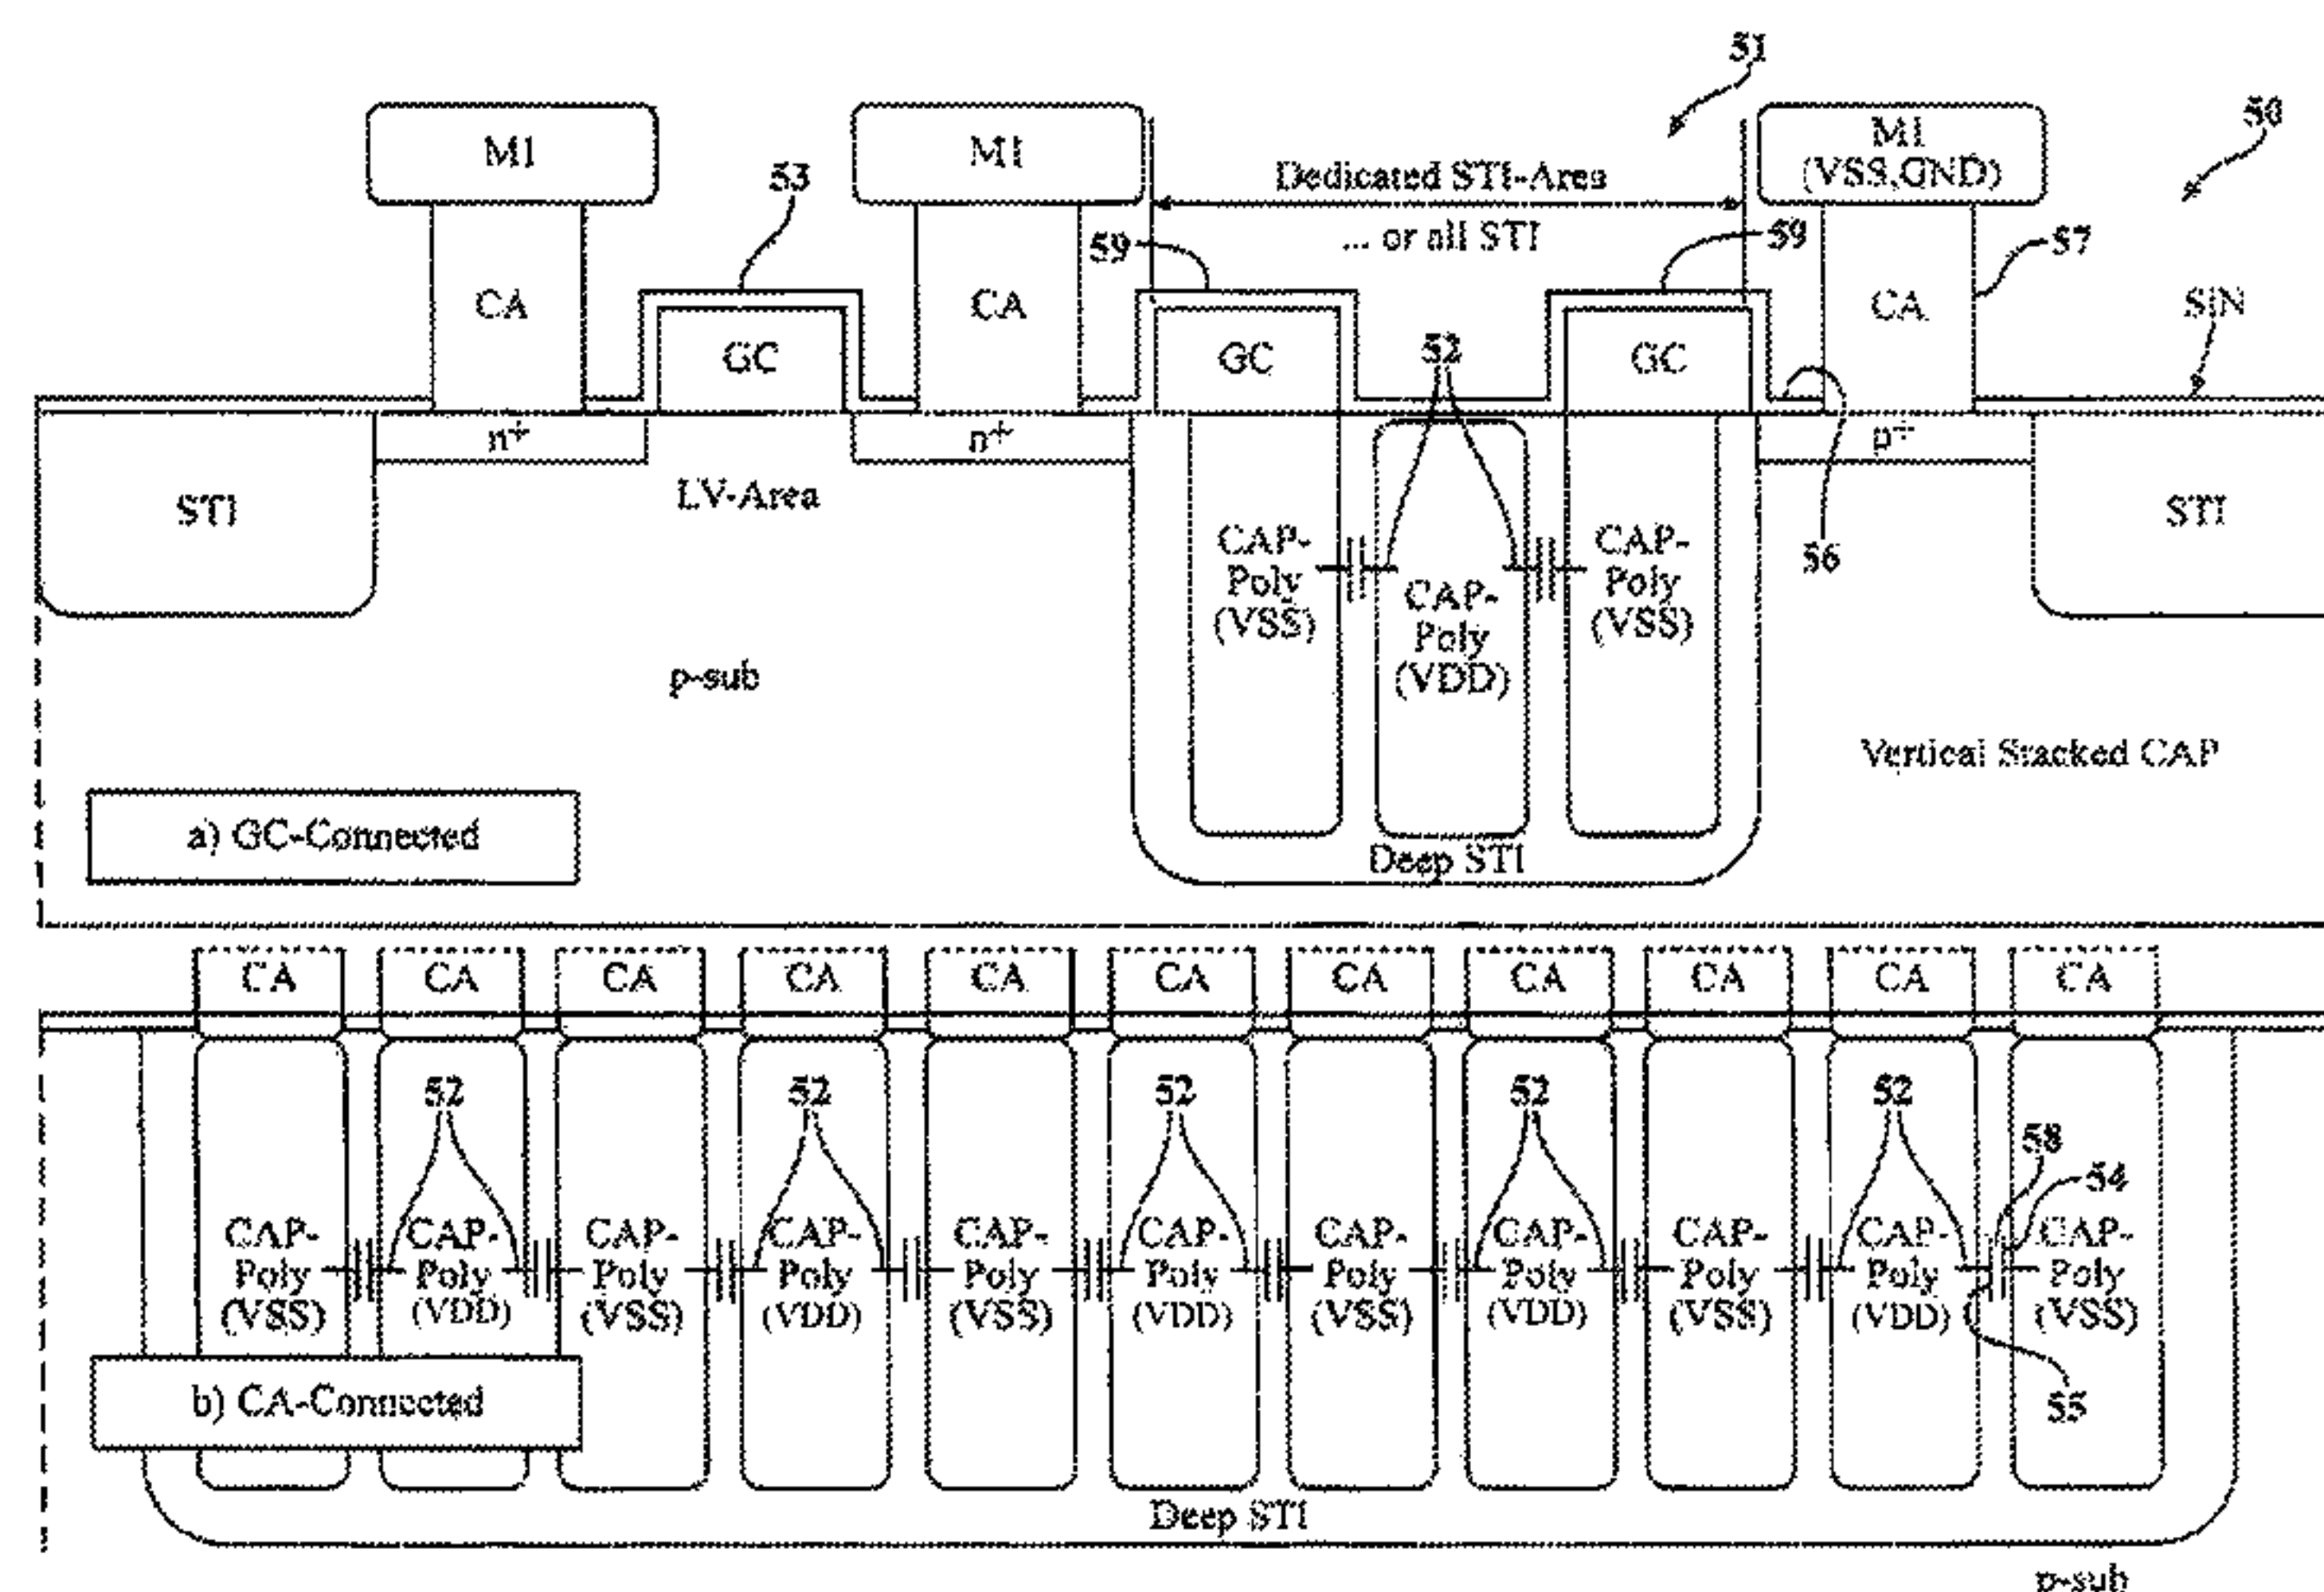 51
50
M1
M1
M1
(VSS,GND)
53
Dedicated STI-Area
... or all STI
59
59
57
CA
CA
CA
SIN
GC
GC
52
GC
n+
n+
p+
STI
LV-Area
STI
56
CAP-
Poly
(VSS)
CAP-
Poly
(VDD)
CAP-
Poly
(VSS)
p-sub
Vertical Stacked CAP
a) GC-Connected
Deep STI
CA CA CA CA CA CA CA CA CA CA CA
52 52 52 52 52
58
54
CAP- CAP- CAP- CAP- CAP- CAP- CAP- CAP- CAP- CAP- CAP-
Poly Poly Poly Poly Poly Poly Poly Poly Poly Poly Poly
(VSS) (VDD) (VSS) (VDD) (VSS) (VDD) (VSS) (VDD) (VSS) (VDD) (VSS)
55
b) CA-Connected
Deep STI
p-sub